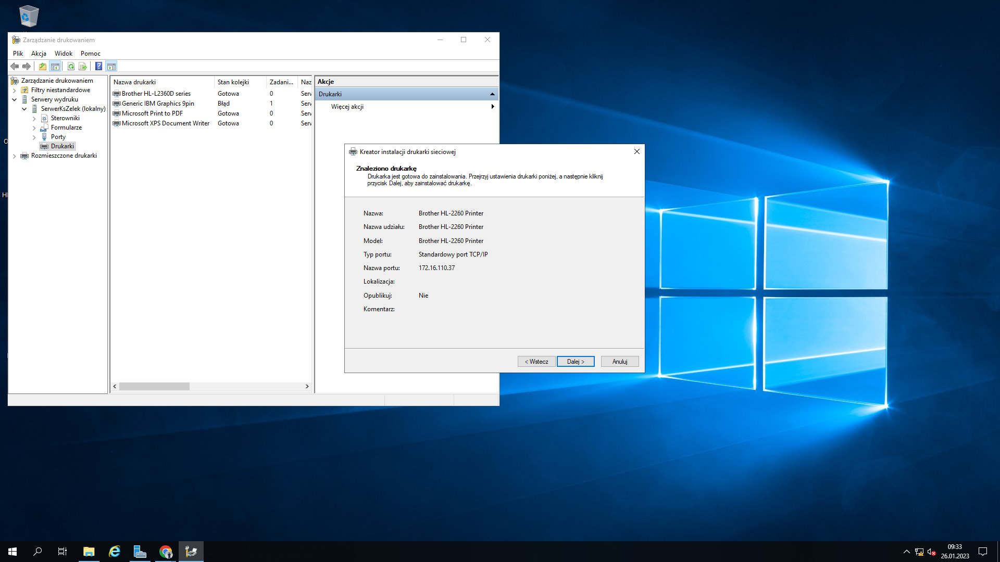 Zarządzanie drukowaniem
Plik Akcja Widok Pomoc
Zarządzanie drukowaniem
Filtry niestandardowe
Serwery wydruku
SerwerKsZelek (lokalny)
Sterowniki
Formularze
Porty
Drukarki
Rozmieszczone drukarki
Nazwa drukarki Stan kolejki Zadani... Naz
Brother HL-L2360D series Gotowa 0 Serw
Generic IBM Graphics 9pin Błąd 1 Serw
Microsoft Print to PDF Gotowa 0 Serw
Microsoft XPS Document Writer Gotowa 0 Serw
Akcje
Drukarki
Więcej akcji
Kreator instalacji drukarki sieciowej
Znaleziono drukarkę
Drukarka jest gotowa do zainstalowania. Przejrzyj ustawienia drukarki poniżej, a następnie kliknij
przycisk Dalej, aby zainstalować drukarkę.
Nazwa: Brother HL-2260 Printer
Nazwa udziału: Brother HL-2260 Printer
Model: Brother HL-2260 Printer
Typ portu: Standardowy port TCP/IP
Nazwa portu: 172.16.110.37
Lokalizacja:
Opublikuj: Nie
Komentarz:
< Wstecz Dalej > Anuluj
09:33
26.01.2023